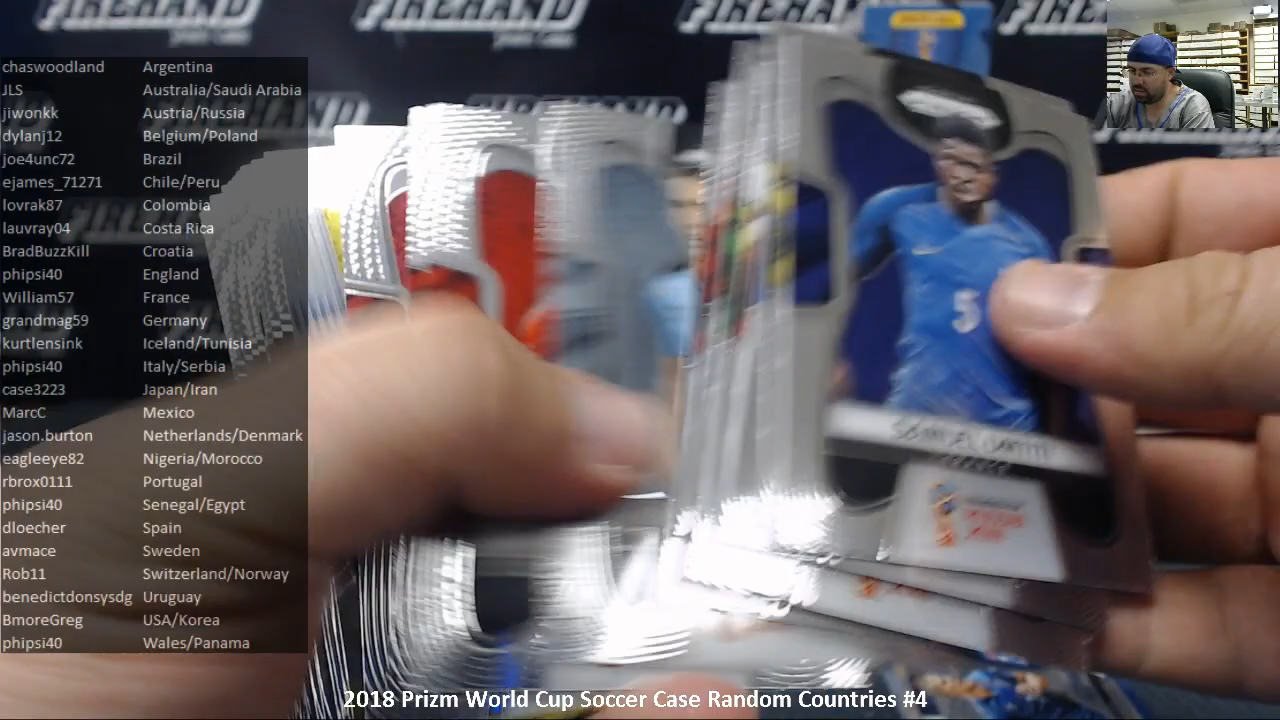 FIREHAND
FIREHAND
FIREHAND
chaswoodland Argentina
JLS Australia/Saudi Arabia
jiwonkk Austria/Russia
dylanj12 Belgium/Poland
joe4unc72 Brazil
ejames_71271 Chile/Peru
lovrak87 Colombia
lauvray04 Costa Rica
BradBuzzKill Croatia
phipsi40 England
William57 France
grandmag59 Germany
kurtlensink Iceland/Tunisia
phipsi40 Italy/Serbia
case3223 Japan/Iran
MarcC Mexico
jason.burton Netherlands/Denmark
eagleeye82 Nigeria/Morocco
rbrox0111 Portugal
phipsi40 Senegal/Egypt
dloecher Spain
avmace Sweden
Rob11 Switzerland/Norway
benedictdonsysdg Uruguay
BmoreGreg USA/Korea
phipsi40 Wales/Panama
5
2018 Prizm World Cup Soccer Case Random Countries #4